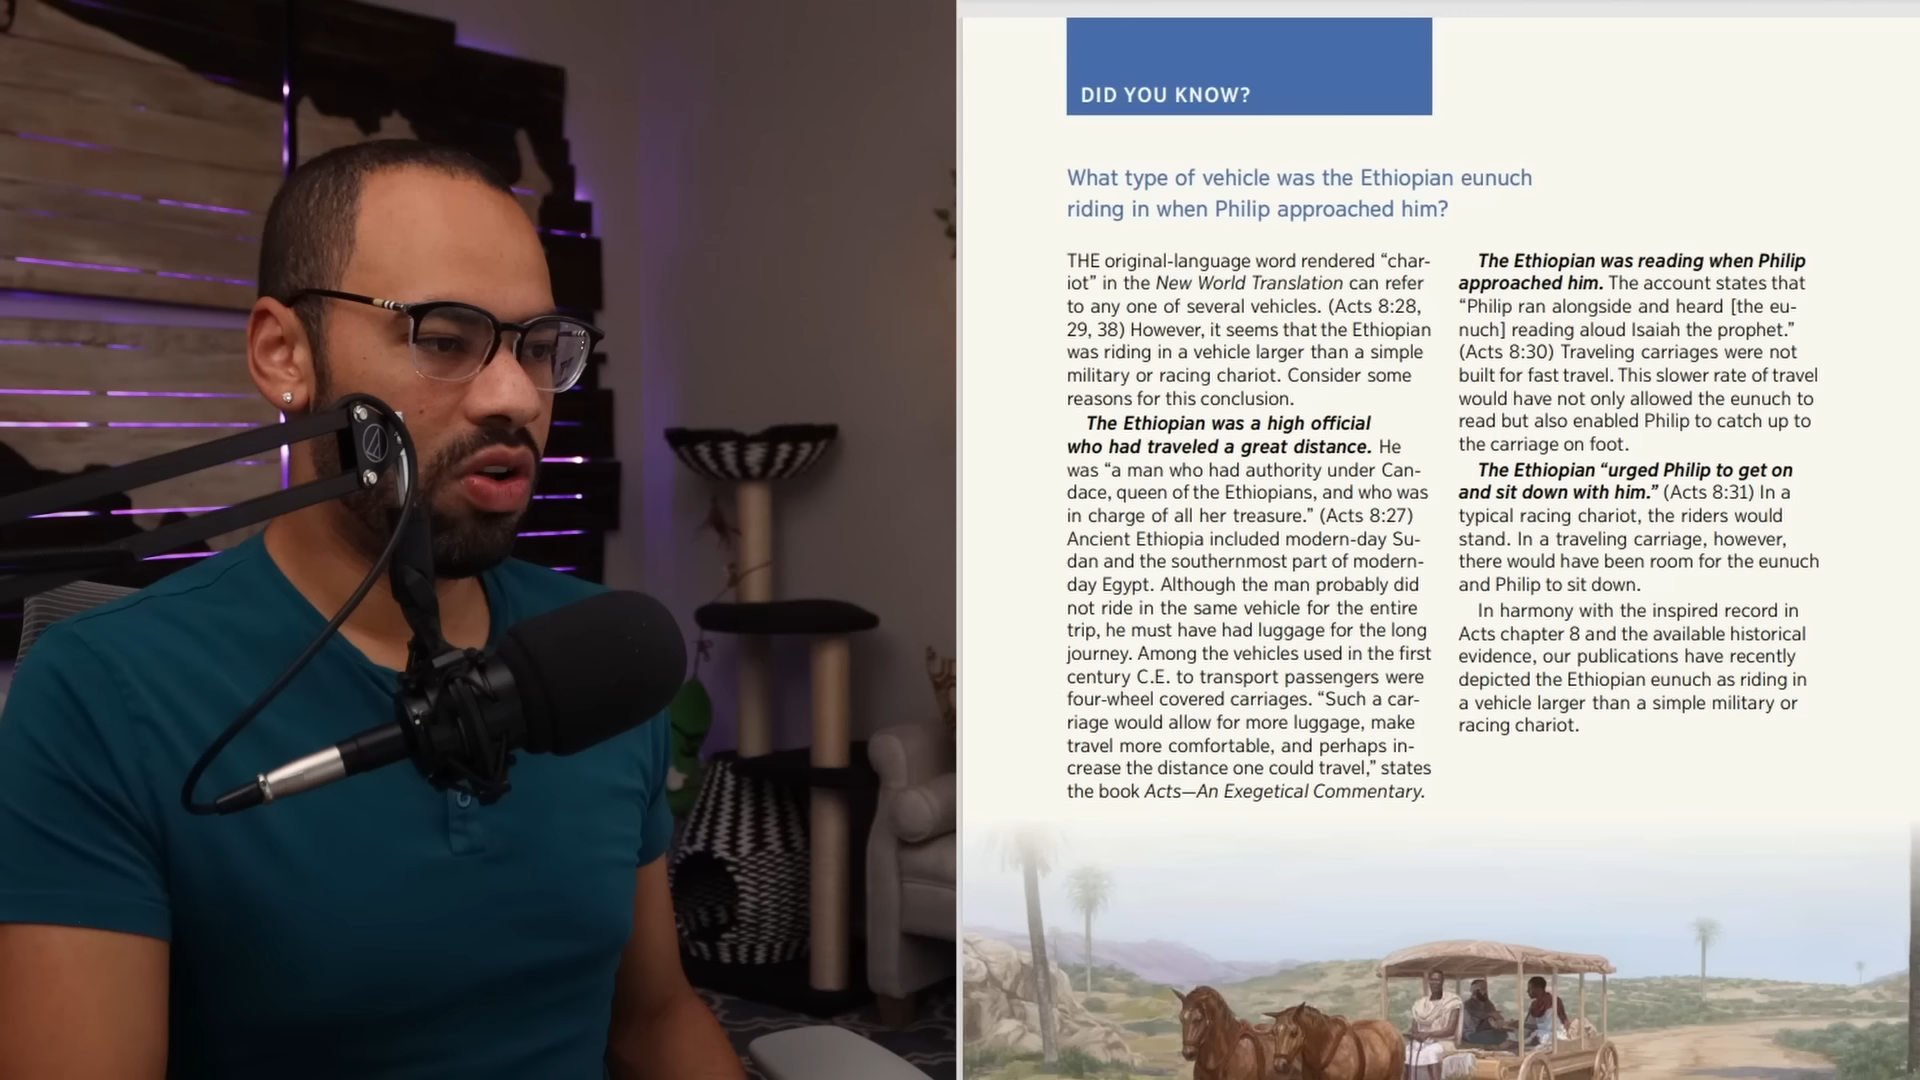 DID YOU KNOW?
What type of vehicle was the Ethiopian eunuch
riding in when Philip approached him?
THE original-language word rendered “char-
iot” in the New World Translation can refer
to any one of several vehicles. (Acts 8:28,
29, 38) However, it seems that the Ethiopian
was riding in a vehicle larger than a simple
military or racing chariot. Consider some
reasons for this conclusion.
The Ethiopian was a high official
who had traveled a great distance. He
was “a man who had authority under Can-
dace, queen of the Ethiopians, and who was
in charge of all her treasure.” (Acts 8:27)
Ancient Ethiopia included modern-day Su-
dan and the southernmost part of modern-
day Egypt. Although the man probably did
not ride in the same vehicle for the entire
trip, he must have had luggage for the long
journey. Among the vehicles used in the first
century C.E. to transport passengers were
four-wheel covered carriages. “Such a car-
riage would allow for more luggage, make
travel more comfortable, and perhaps in-
crease the distance one could travel,” states
the book Acts—An Exegetical Commentary.
The Ethiopian was reading when Philip
approached him. The account states that
“Philip ran alongside and heard [the eu-
nuch] reading aloud Isaiah the prophet.”
(Acts 8:30) Traveling carriages were not
built for fast travel. This slower rate of travel
would have not only allowed the eunuch to
read but also enabled Philip to catch up to
the carriage on foot.
The Ethiopian “urged Philip to get on
and sit down with him.” (Acts 8:31) In a
typical racing chariot, the riders would
stand. In a traveling carriage, however,
there would have been room for the eunuch
and Philip to sit down.
In harmony with the inspired record in
Acts chapter 8 and the available historical
evidence, our publications have recently
depicted the Ethiopian eunuch as riding in
a vehicle larger than a simple military or
racing chariot.